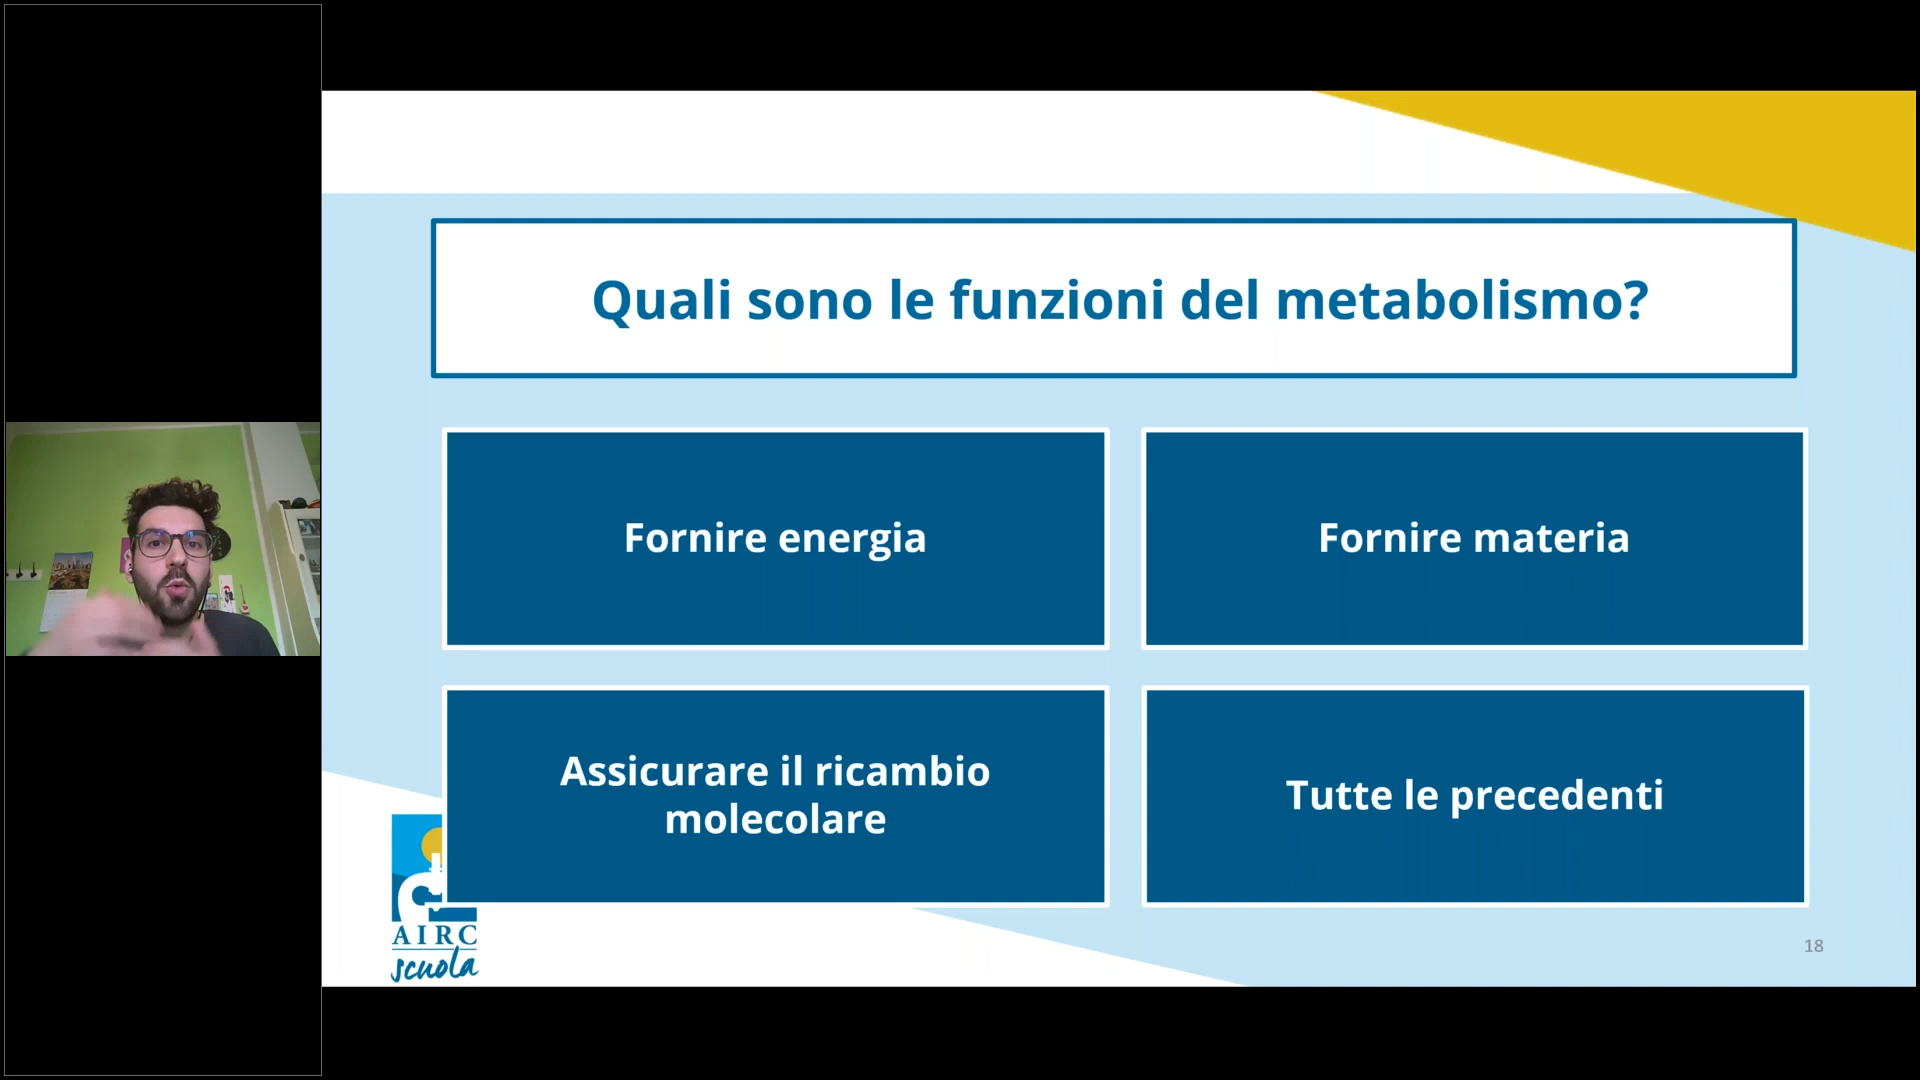 Quali sono le funzioni del metabolismo?
Fornire energia
Fornire materia
Assicurare il ricambio
molecolare
Tutte le precedenti
AIRC
scuola
18